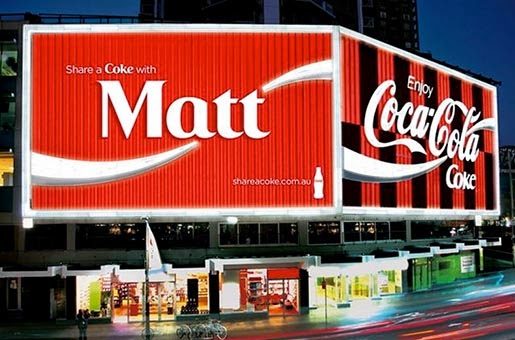 Share a Coke with
Matt
shareacoke.com.au
Enjoy
Coca-Cola
Coke